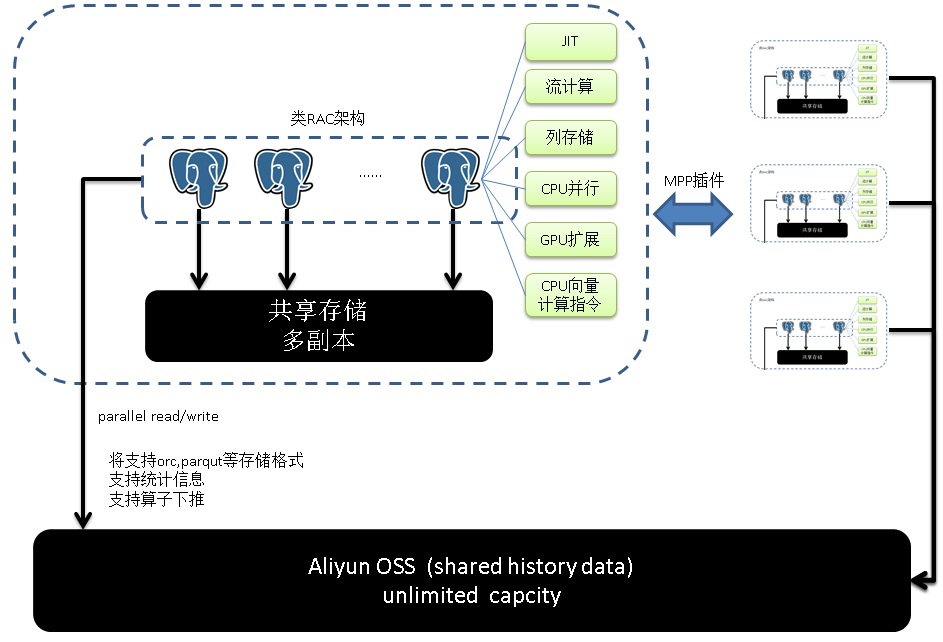 JIT
流计算
类RAC架构
列存储
......
CPU并行
MPP插件
GPU扩展
CPU向量
计算指令
共享存储
多副本
parallel read/write
将支持orc,parqut等存储格式
支持统计信息
支持算子下推
Aliyun OSS (shared history data)
unlimited capcity
共享存储
共享存储
共享存储